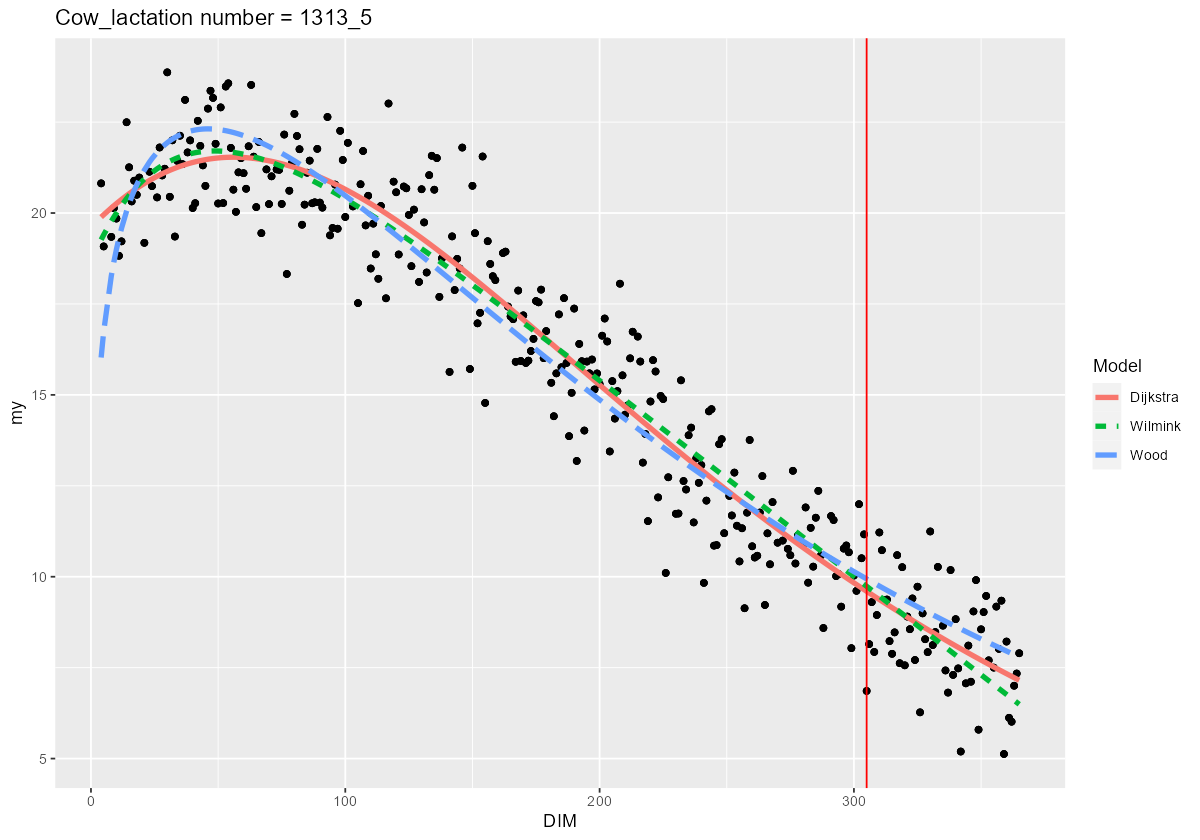 Cow_lactation number = 1313_5
my
20
15
10
5
0
100
200
300
DIM
Model
Dijkstra
Wilmink
Wood